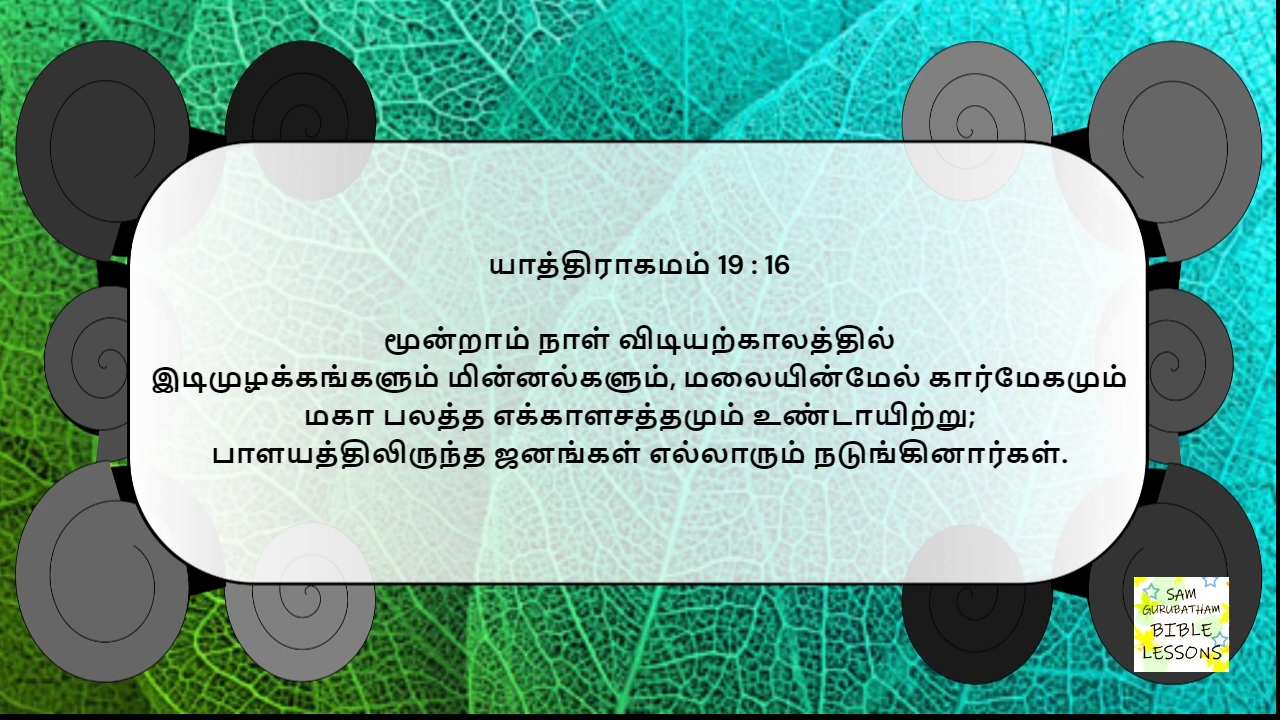 யாத்திராகமம் 19 : 16
மூன்றாம் நாள் விடியற்காலத்தில்
இடிமுழக்கங்களும் மின்னல்களும், மலையின்மேல் கார்மேகமும்
மகா பலத்த எக்காளசத்தமும் உண்டாயிற்று;
பாளயத்திலிருந்த ஜனங்கள் எல்லாரும் நடுங்கினார்கள்.
SAM
GURUBATHAM
BIBLE
LESSONS